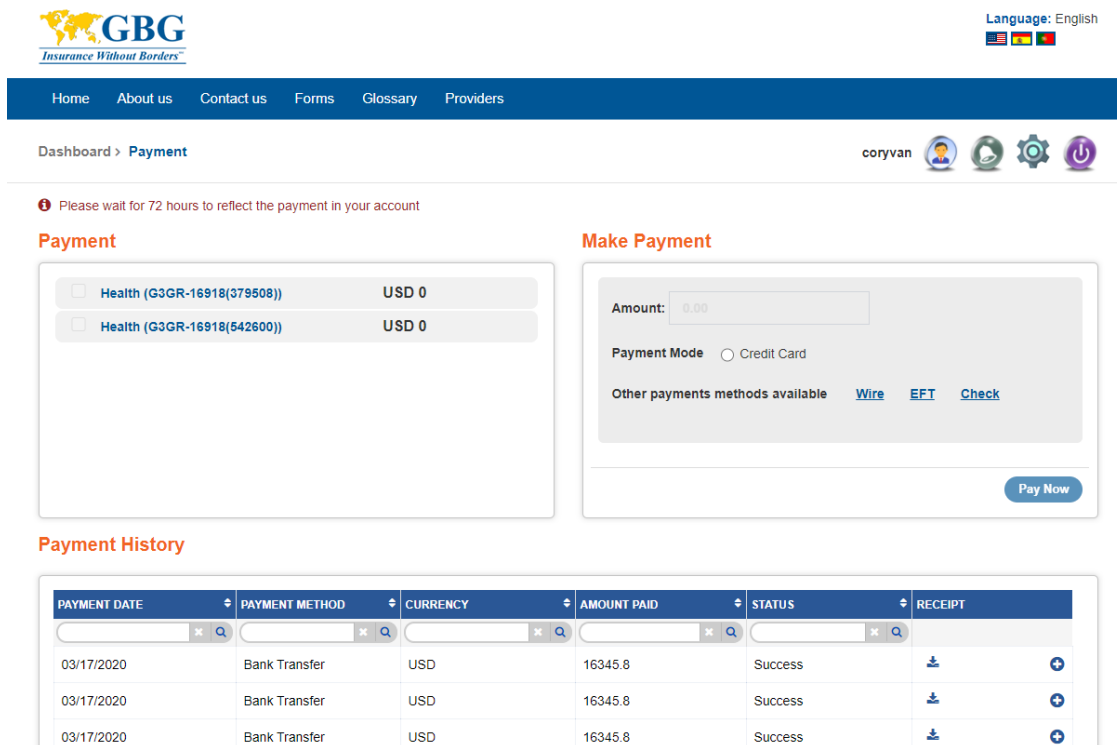 GBG
Insurance Without Borders™
Language: English
Home About us Contact us Forms Glossary Providers
Dashboard > Payment
coryvan
Please wait for 72 hours to reflect the payment in your account
Payment
Health (G3GR-16918(379508)) USD 0
Health (G3GR-16918(542600)) USD 0
Make Payment
Amount: 0.00
Payment Mode Credit Card
Other payments methods available Wire EFT Check
Pay Now
Payment History
PAYMENT DATE PAYMENT METHOD CURRENCY AMOUNT PAID STATUS RECEIPT
03/17/2020 Bank Transfer USD 16345.8 Success
03/17/2020 Bank Transfer USD 16345.8 Success
03/17/2020 Bank Transfer USD 16345.8 Success